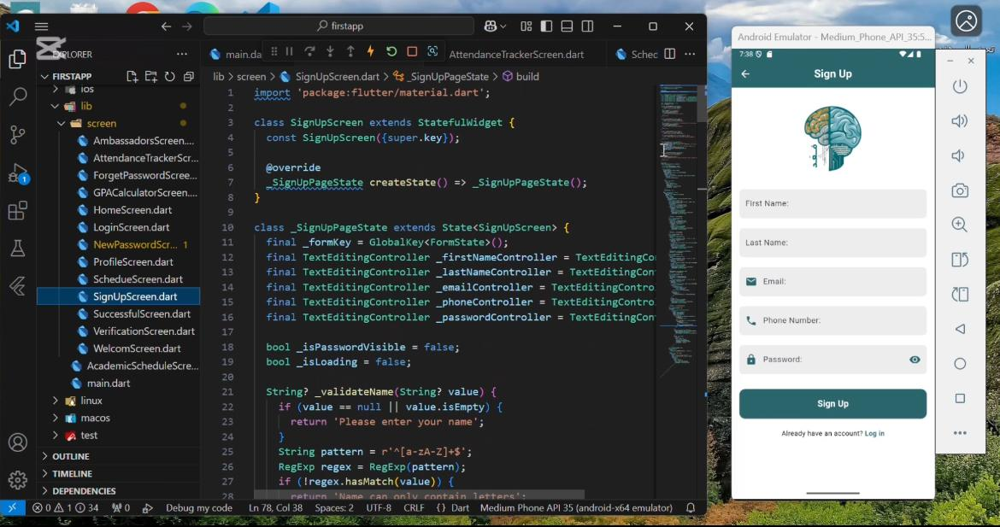 firstapp
EXPLORER
main.da
AttendanceTrackerScreen.dart
Sched
FIRSTAPP
lib > screen > SignUpScreen.dart > _SignUpPageState > build
ios
lib
screen
AmbassadorsScreen....
AttendanceTrackerScr...
ForgetPasswordScree...
GPACalculatorScreen....
HomeScreen.dart
LoginScreen.dart
NewPasswordScr... 1
ProfileScreen.dart
SchedueScreen.dart
SignUpScreen.dart
SuccessfulScreen.dart
VerificationScreen.dart
WelcomScreen.dart
AcademicScheduleScre...
main.dart
linux
macos
test
OUTLINE
TIMELINE
DEPENDENCIES
1
1 import 'package:flutter/material.dart';
2
3 class SignUpScreen extends StatefulWidget {
4 const SignUpScreen({super.key});
5
6 @override
7 _SignUpPageState createState() => _SignUpPageState();
8 }
9
10 class _SignUpPageState extends State<SignUpScreen> {
11 final _formKey = GlobalKey<FormState>();
12 final TextEditingController _firstNameController = TextEditingCo
13 final TextEditingController _lastNameController = TextEditingCon
14 final TextEditingController _emailController = TextEditingContro
15 final TextEditingController _phoneController = TextEditingContro
16 final TextEditingController _passwordController = TextEditingCon
17
18 bool _isPasswordVisible = false;
19 bool _isLoading = false;
20
21 String? _validateName(String? value) {
22 if (value == null || value.isEmpty) {
23 return 'Please enter your name';
24 }
25 String pattern = r'^[a-zA-Z]+$';
26 RegExp regex = RegExp(pattern);
27 if (!regex.hasMatch(value)) {
28 return 'Name can only contain letters';
0 1 34 0 Debug my code Ln 78, Col 38 Spaces: 2 UTF-8 CRLF {} Dart Medium Phone API 35 (android-x64 emulator)
Android Emulator - Medium_Phone_API_35:5...
7:38
Sign Up
First Name:
Last Name:
Email:
Phone Number:
Password:
Sign Up
Already have an account? Log in